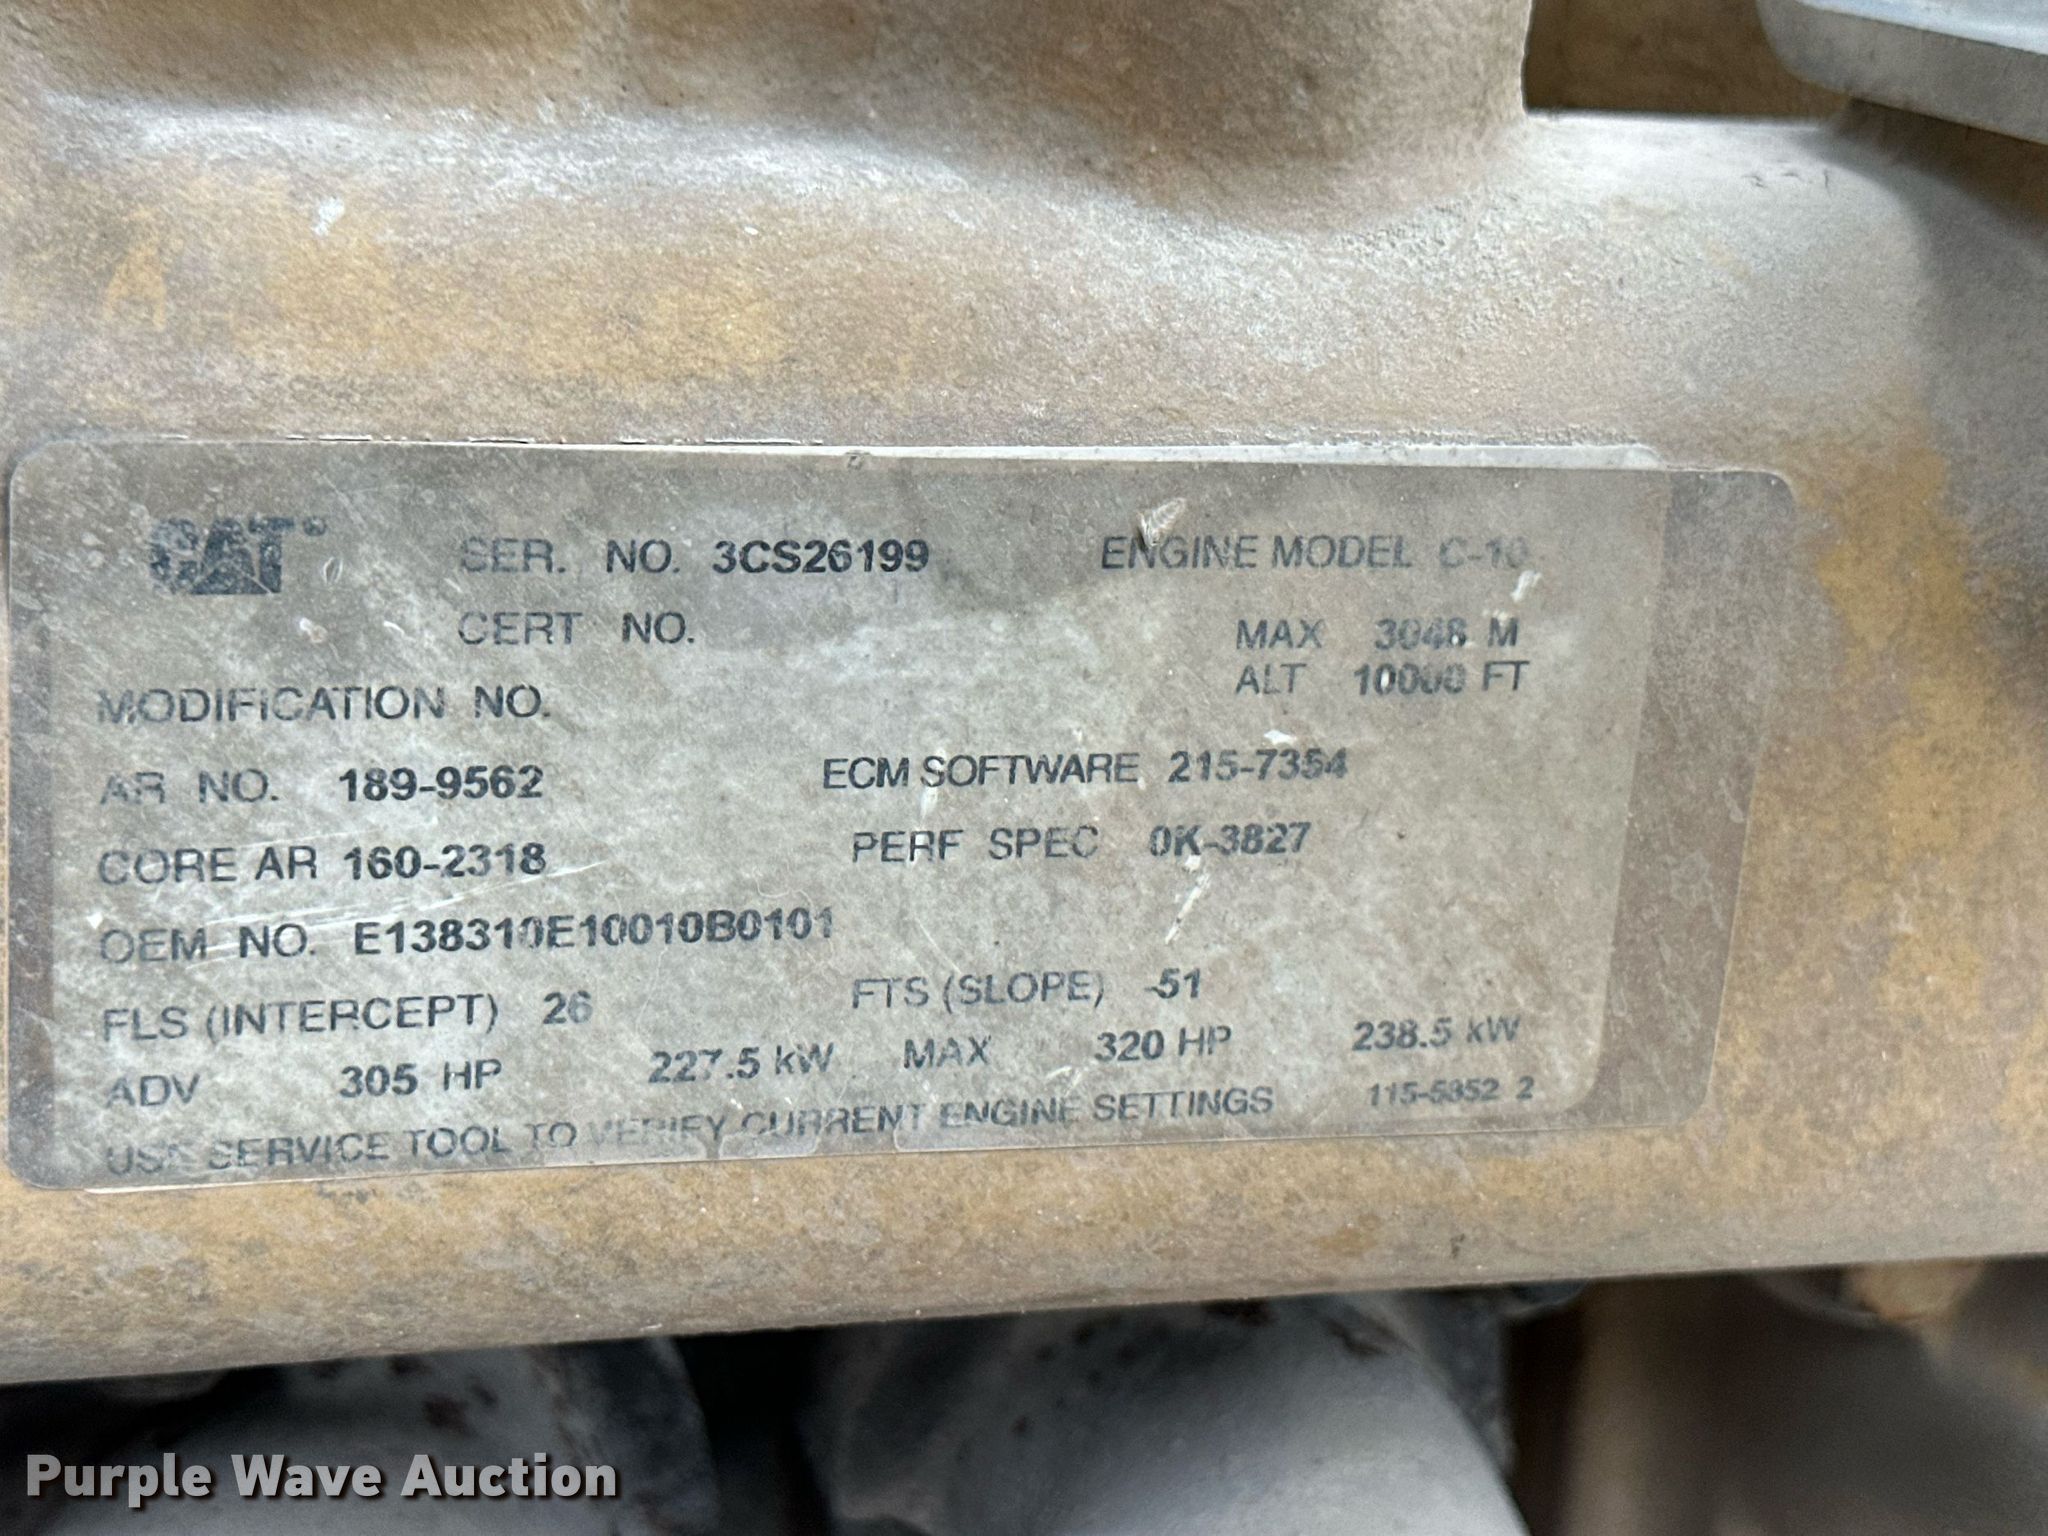 CAT® SER. NO. 3CS26199 ENGINE MODEL C-10
CERT NO. MAX 3048 M
MODIFICATION NO. ALT 10000 FT
AR NO. 189-9562 ECM SOFTWARE 215-7354
CORE AR 160-2318 PERF SPEC 0K-3827
OEM NO. E138310E10010B0101
FLS (INTERCEPT) 26 FTS (SLOPE) -51
ADV 305 HP 227.5 kW MAX 320 HP 238.5 kW
USE SERVICE TOOL TO VERIFY CURRENT ENGINE SETTINGS 115-5852 2
Purple Wave Auction